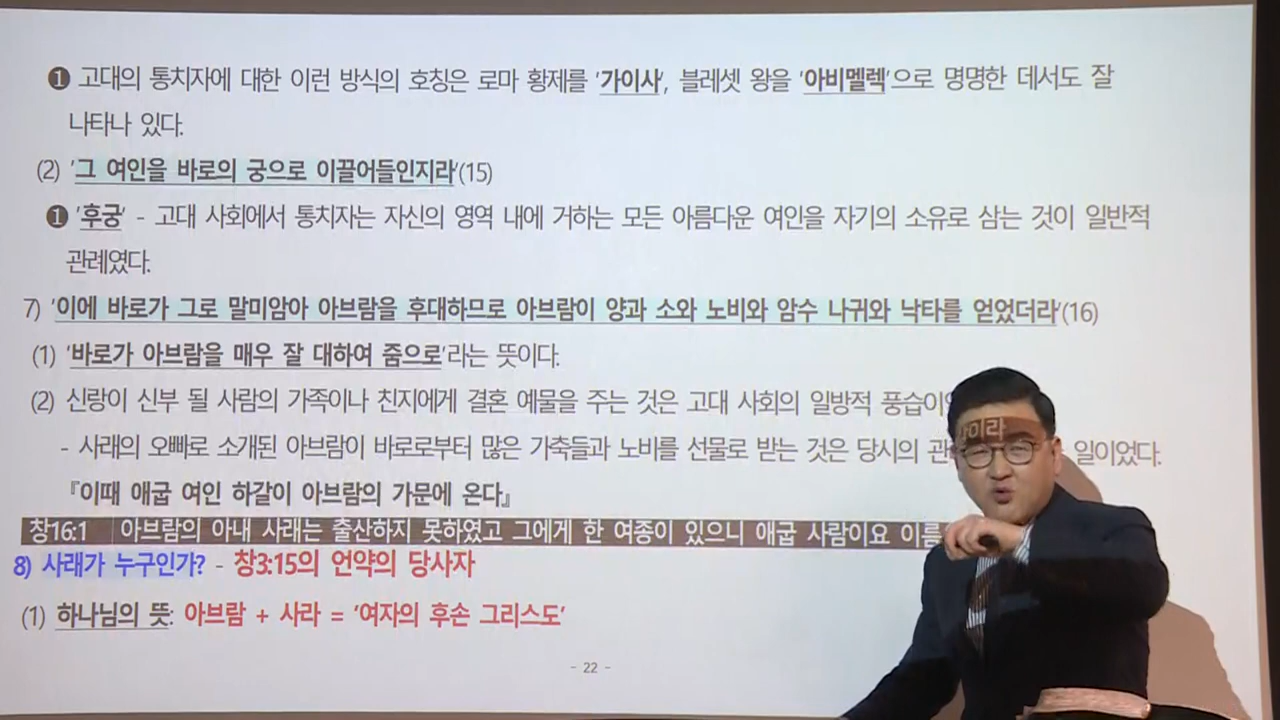 ❶ 고대의 통치자에 대한 이런 방식의 호칭은 로마 황제를 '가이사', 블레셋 왕을 '아비멜렉'으로 명명한 데서도 잘
나타나 있다.
(2) '그 여인을 바로의 궁으로 이끌어들인지라'(15)
❶ '후궁' - 고대 사회에서 통치자는 자신의 영역 내에 거하는 모든 아름다운 여인을 자기의 소유로 삼는 것이 일반적
관례였다.
7) '이에 바로가 그로 말미암아 아브람을 후대하므로 아브람이 양과 소와 노비와 암수 나귀와 낙타를 얻었더라'(16)
(1) '바로가 아브람을 매우 잘 대하여 줌으로'라는 뜻이다.
(2) 신랑이 신부 될 사람의 가족이나 친지에게 결혼 예물을 주는 것은 고대 사회의 일방적
- 사래의 오빠로 소개된 아브람이 바로로부터 많은 가축들과 노비를 선물로 받는 것은 당시의 일이었다.
『이때 애굽 여인 하갈이 아브람의 가문에 온다』
창16:1 아브람의 아내 사래는 출산하지 못하였고 그에게 한 여종이 있으니 애굽 사람이요
8) 사래가 누구인가? - 창3:15의 언약의 당사자
(1) 하나님의 뜻: 아브람 + 사라 = '여자의 후손 그리스도'
- 22 -